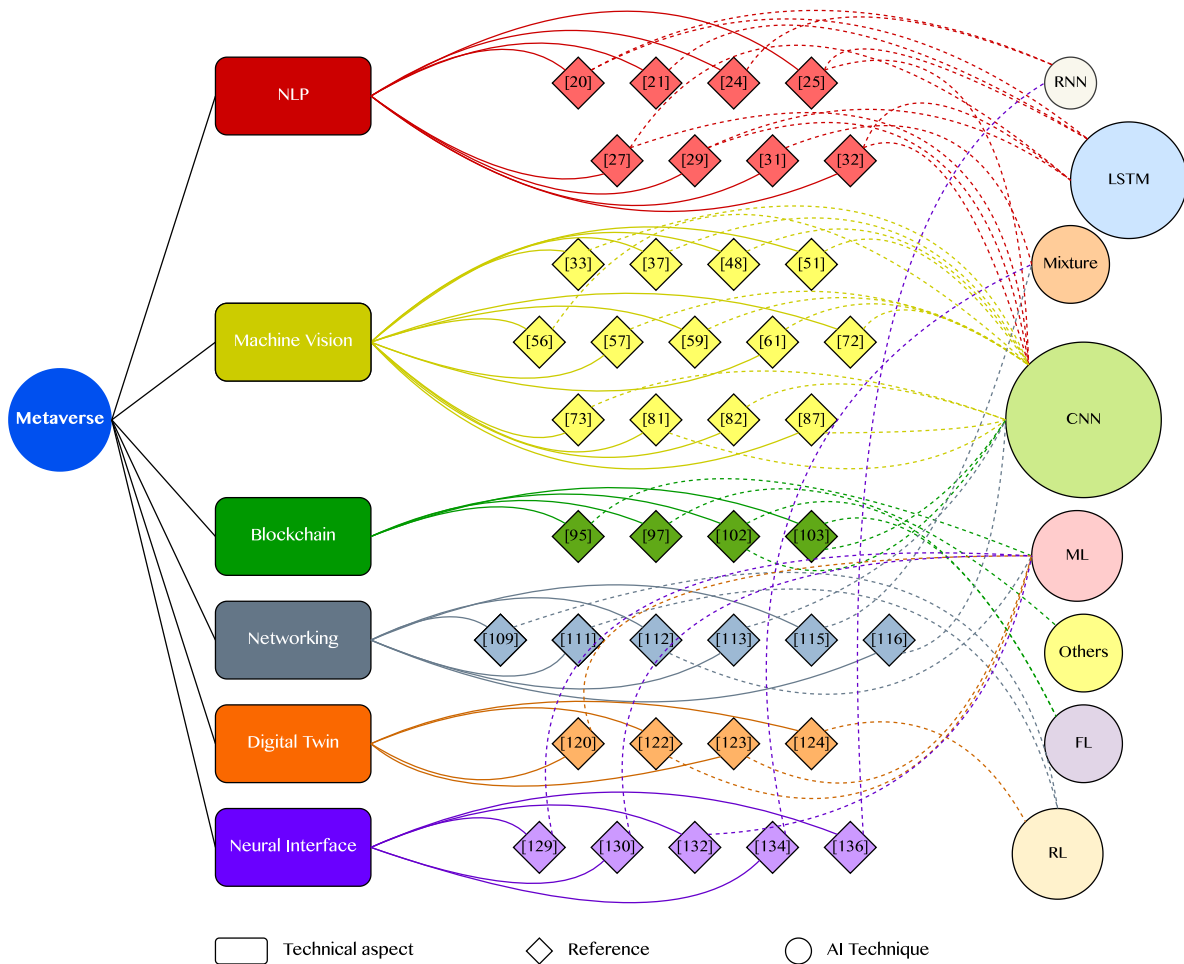 RNN
NLP
[20] [21] [24] [25]
[27] [29] [31] [32]
LSTM
Mixture
[33] [37] [48] [51]
Machine Vision
[56] [57] [59] [61] [72]
Metaverse
[73] [81] [82] [87]
CNN
Blockchain
[95] [97] [102] [103]
ML
Networking
[109] [111] [112] [113] [115] [116]
Others
Digital Twin
[120] [122] [123] [124]
FL
Neural Interface
[129] [130] [132] [134] [136]
RL
Technical aspect
Reference
AI Technique